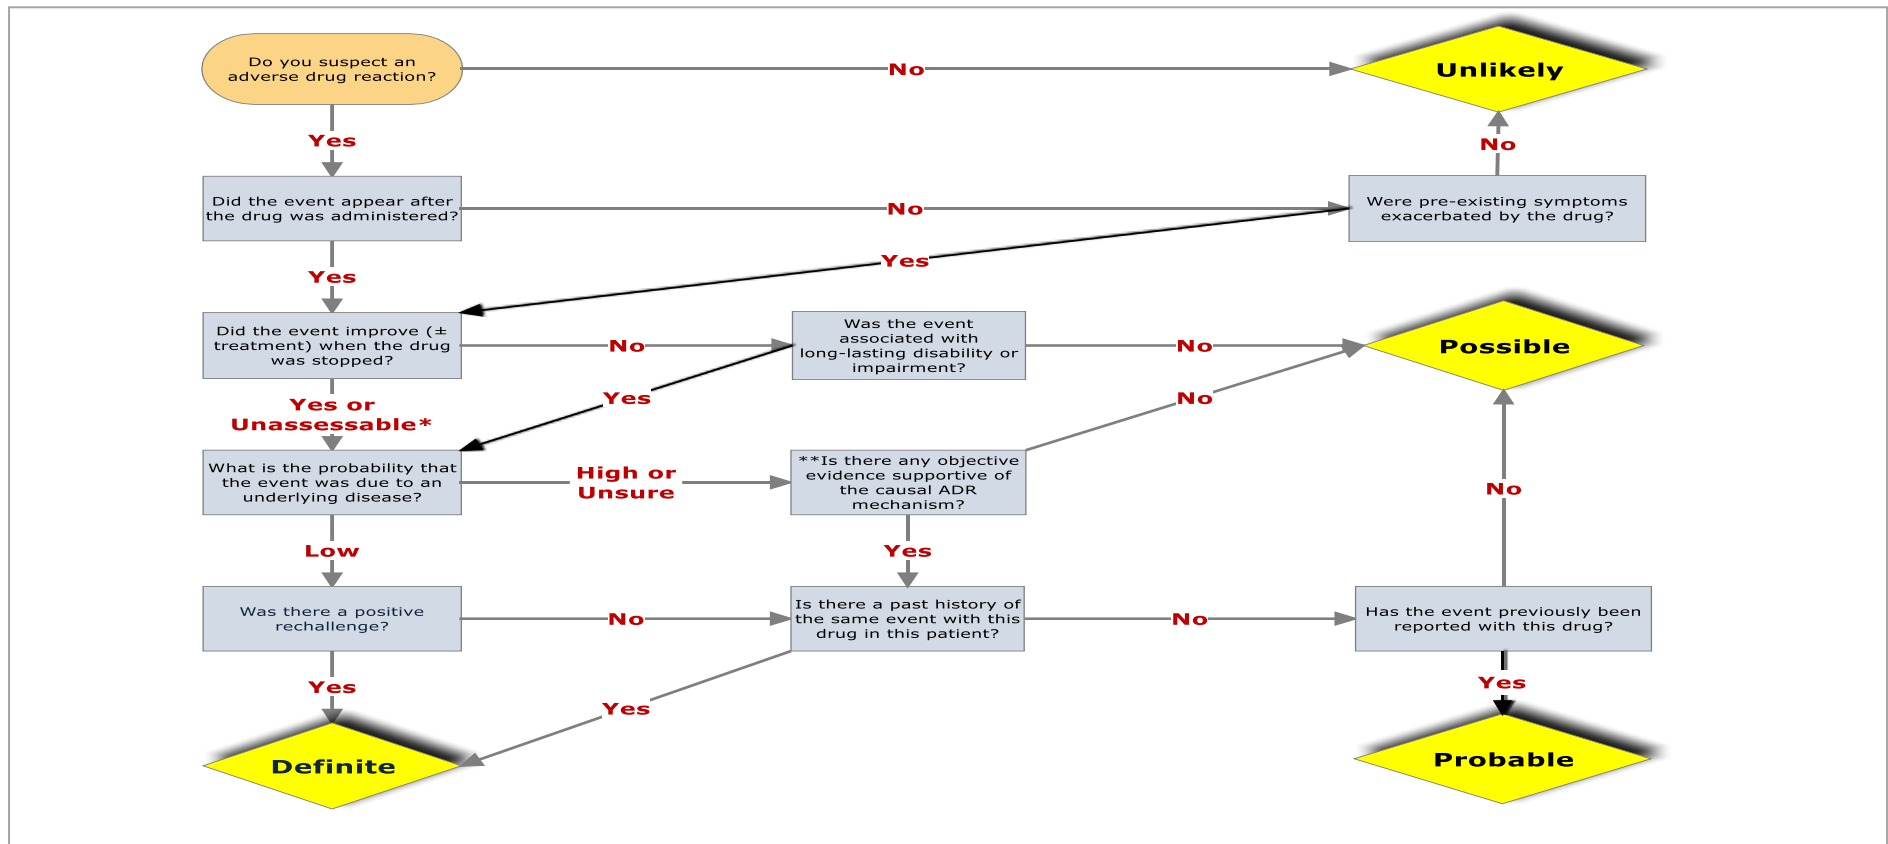 Do you suspect an
adverse drug reaction?
No
Unlikely
Yes
No
Did the event appear after
the drug was administered?
No
Were pre-existing symptoms
exacerbated by the drug?
Yes
Yes
Did the event improve (±
treatment) when the drug
was stopped?
No
Was the event
associated with
long-lasting disability or
impairment?
No
Possible
Yes or
Unassessable*
Yes
No
What is the probability that
the event was due to an
underlying disease?
High or
Unsure
**Is there any objective
evidence supportive of
the causal ADR
mechanism?
No
Low
Yes
Was there a positive
rechallenge?
No
Is there a past history of
the same event with this
drug in this patient?
No
Has the event previously been
reported with this drug?
Yes
Yes
Yes
Definite
Probable